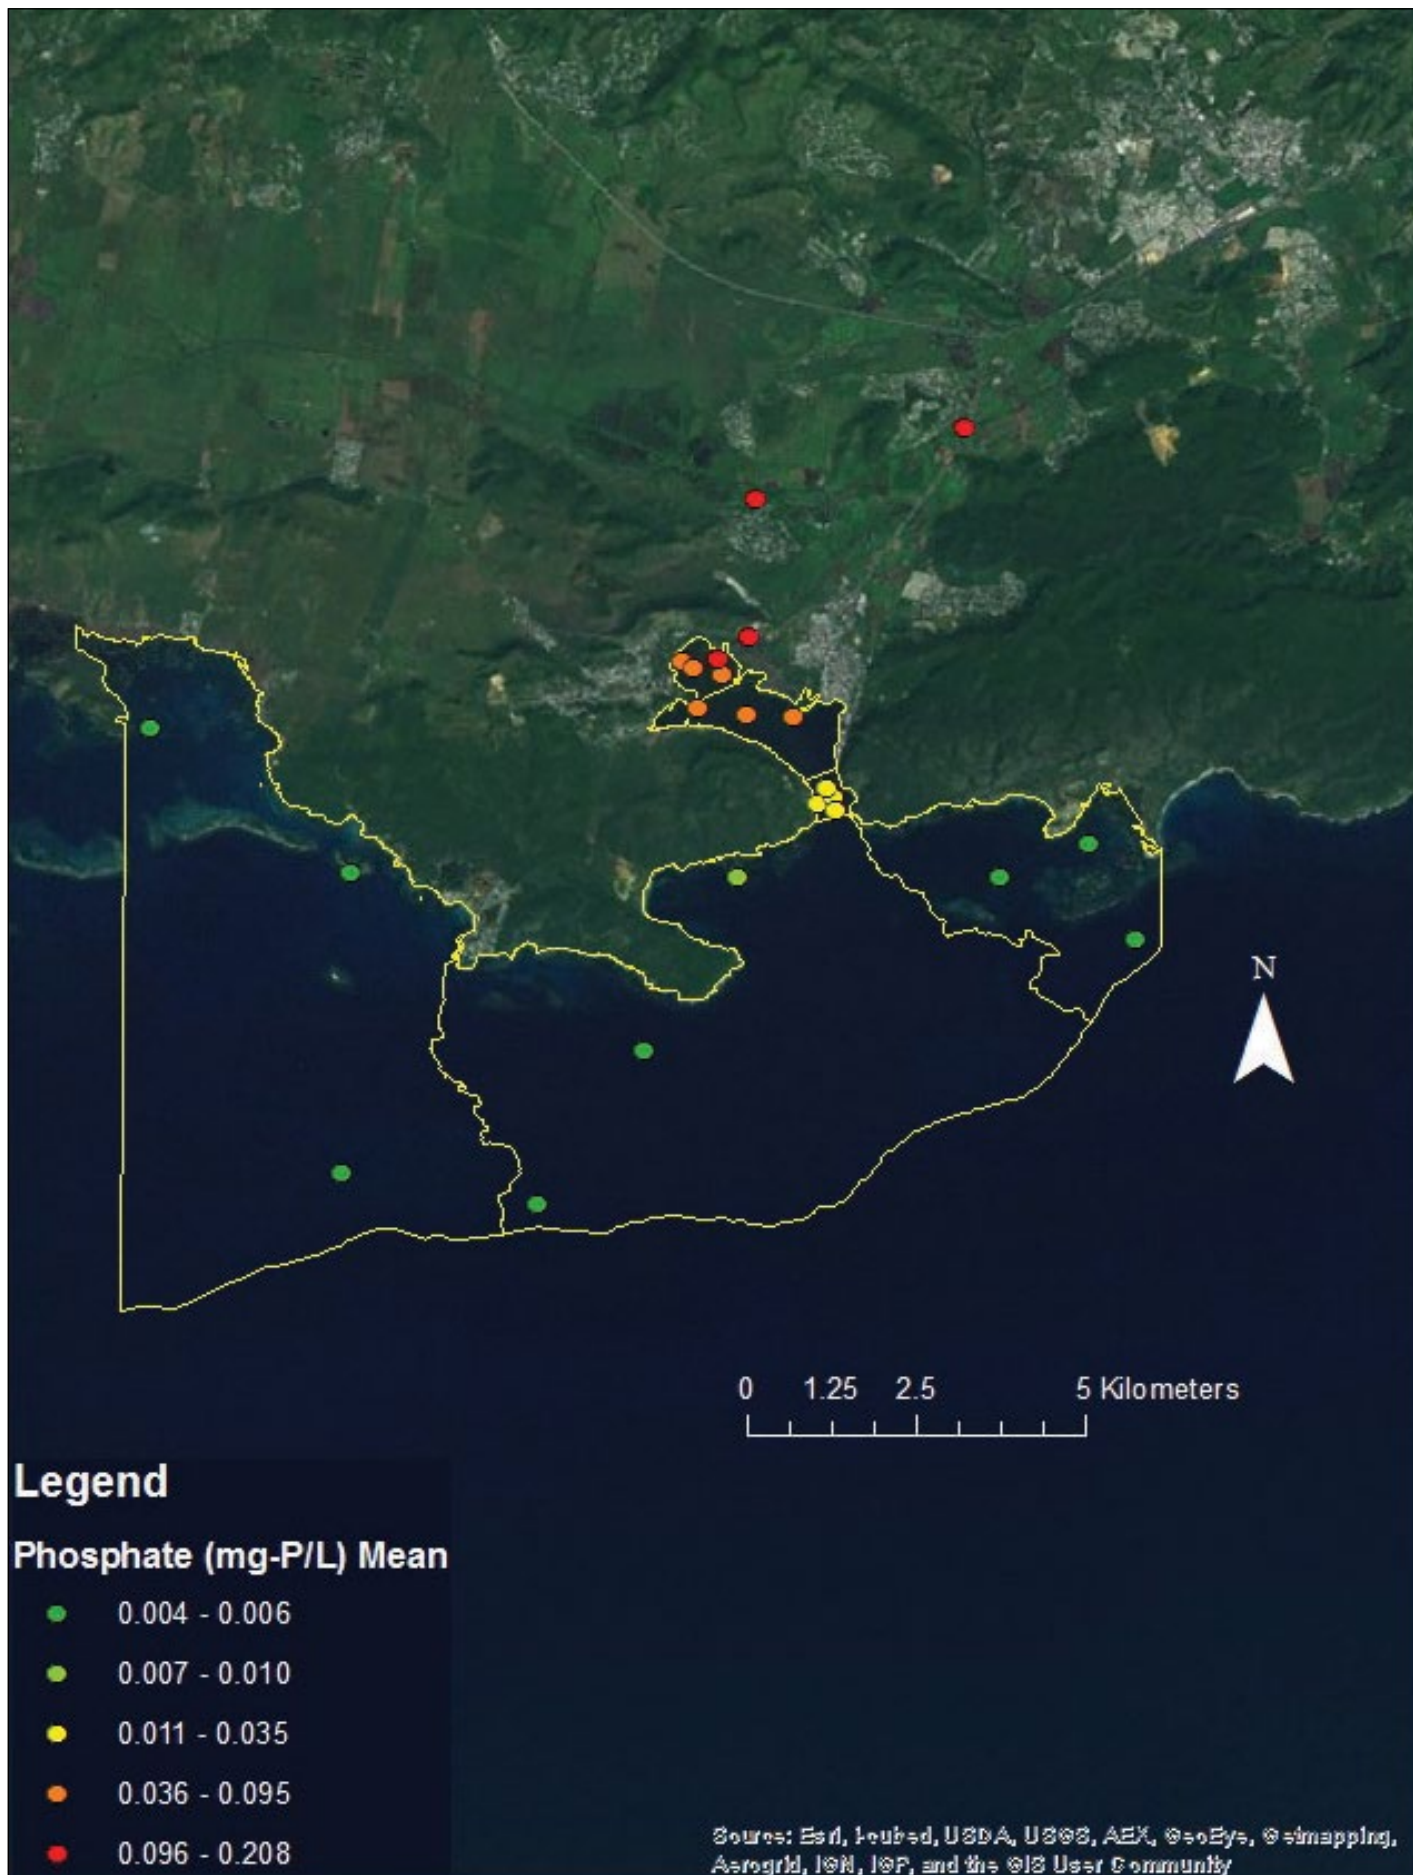 N
0 1.25 2.5 5 Kilometers
Legend
Phosphate (mg-P/L) Mean
0.004 - 0.006
0.007 - 0.010
0.011 - 0.035
0.036 - 0.095
0.096 - 0.208
Source: Esri, i-cubed, USDA, USGS, AEX, GeoEye, Getmapping,
Aerogrid, IGN, IGP, and the GIS User Community